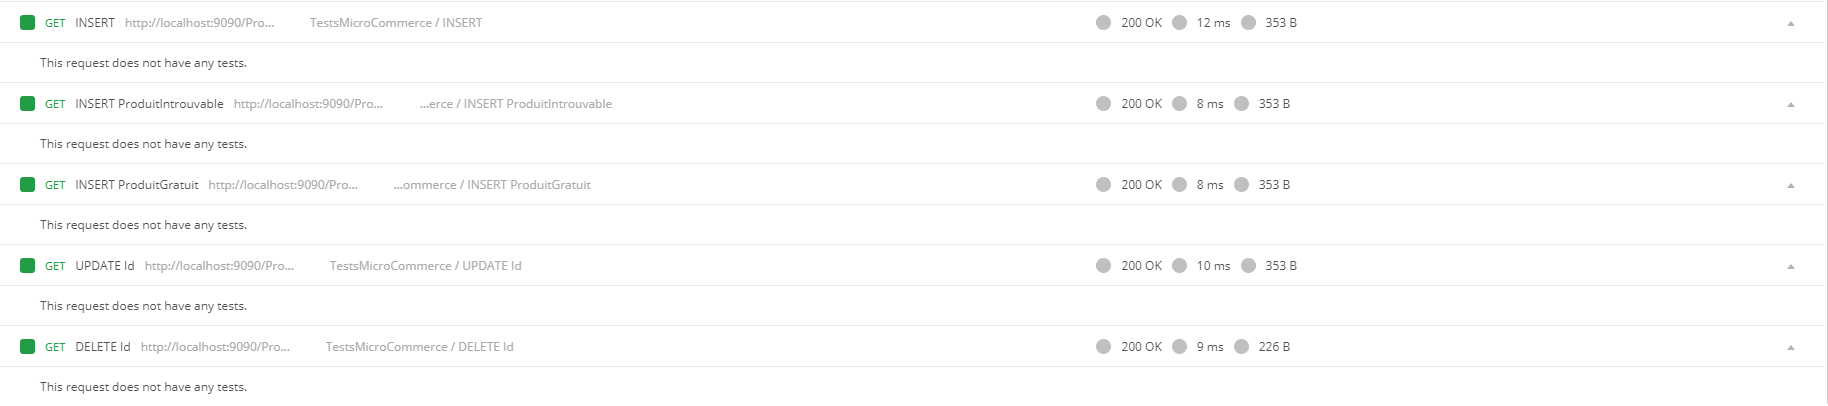 GET INSERT http://localhost:9090/Pro... TestsMicroCommerce / INSERT 200 OK 12 ms 353 B
This request does not have any tests.
GET INSERT ProduitIntrouvable http://localhost:9090/Pro... ...erce / INSERT ProduitIntrouvable 200 OK 8 ms 353 B
This request does not have any tests.
GET INSERT ProduitGratuit http://localhost:9090/Pro... ...ommerce / INSERT ProduitGratuit 200 OK 8 ms 353 B
This request does not have any tests.
GET UPDATE Id http://localhost:9090/Pro... TestsMicroCommerce / UPDATE Id 200 OK 10 ms 353 B
This request does not have any tests.
GET DELETE Id http://localhost:9090/Pro... TestsMicroCommerce / DELETE Id 200 OK 9 ms 226 B
This request does not have any tests.